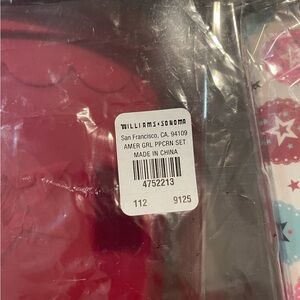 WILLIAMS-SONOMA
San Francisco, CA. 94109
AMER GRL PPCRN SET
MADE IN CHINA
4752213
112 9125